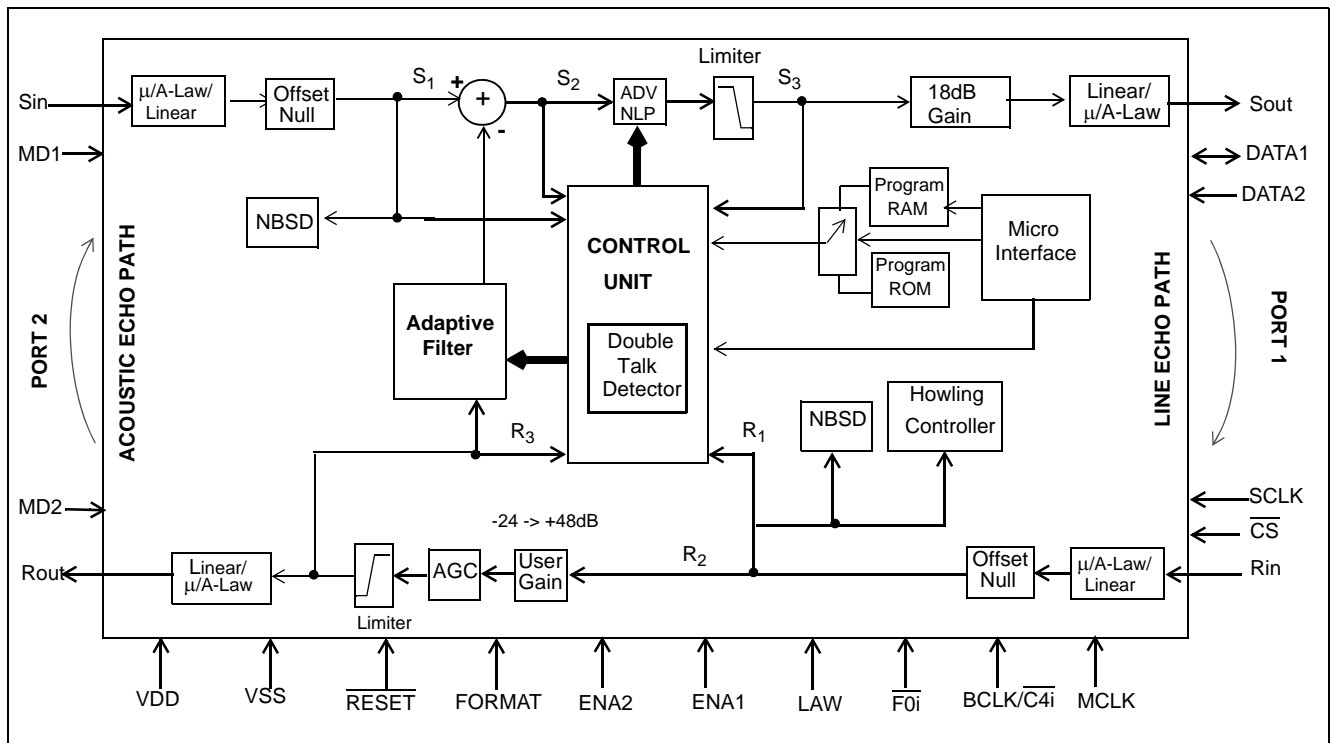 Limiter
Sin
MD1
μ/A-Law/
Linear
Offset
Null
S1
+
+
-
S2
ADV
NLP
S3
18dB
Gain
Linear/
μ/A-Law
Sout
DATA1
DATA2
NBSD
CONTROL
UNIT
Program
RAM
Program
ROM
Micro
Interface
PORT 2
ACOUSTIC ECHO PATH
Adaptive
Filter
Double
Talk
Detector
LINE ECHO PATH
PORT 1
R3
R1
NBSD
Howling
Controller
MD2
Rout
Linear/
μ/A-Law
Limiter
AGC
-24 -> +48dB
User
Gain
R2
Offset
Null
μ/A-Law/
Linear
SCLK
CS
Rin
VDD
VSS
RESET
FORMAT
ENA2
ENA1
LAW
F0i
BCLK/C4i
MCLK